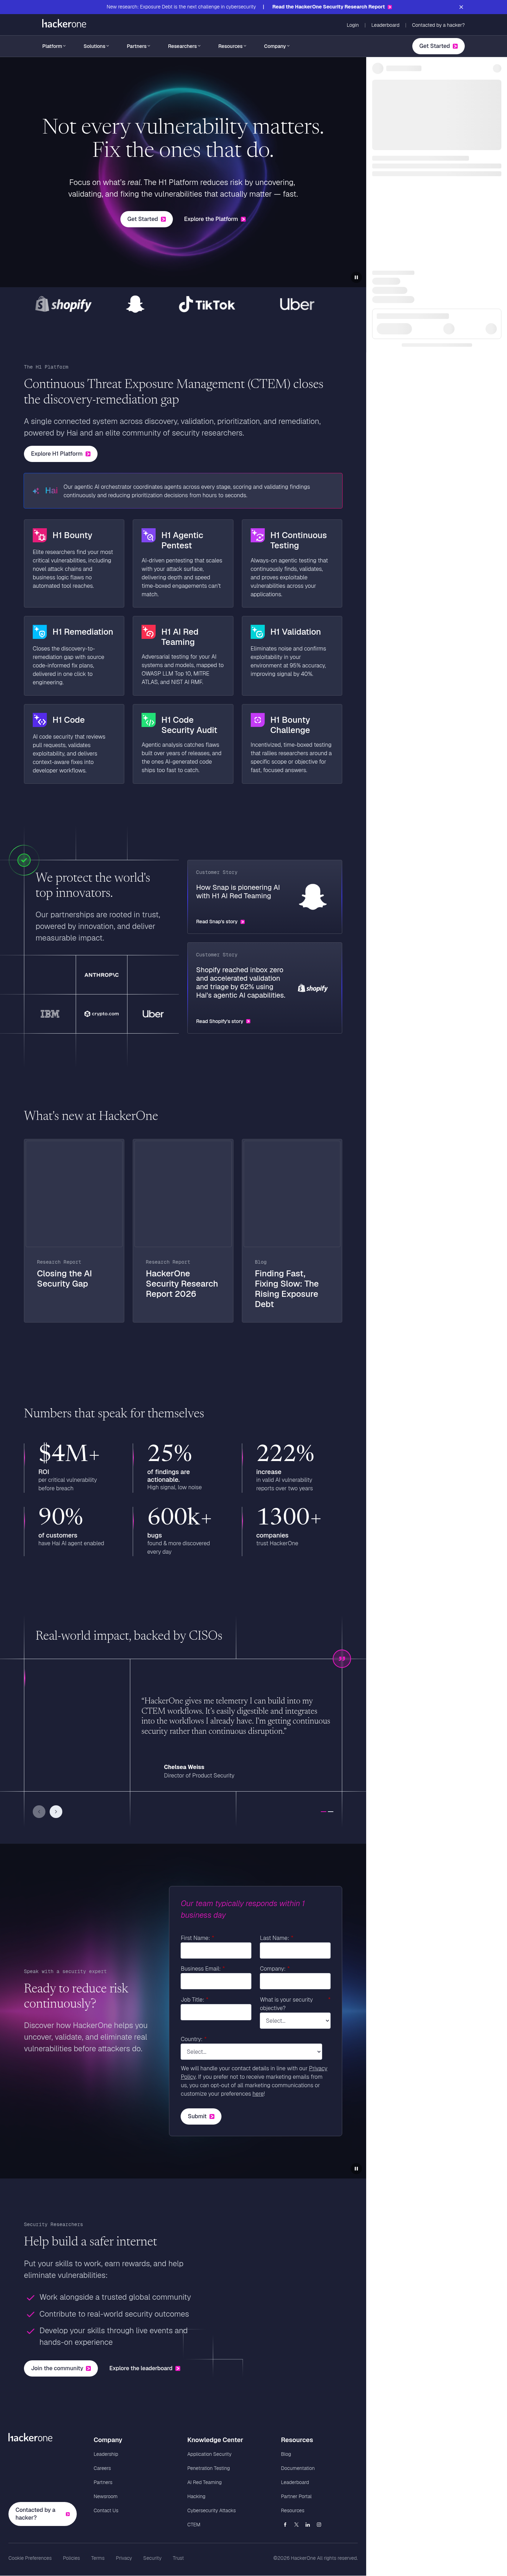 New research: Exposure Debt is the next challenge in cybersecurity | Read the HackerOne Security Research Report
hackerone
Login | Leaderboard | Contacted by a hacker?
Platform Solutions Partners Researchers Resources Company Get Started
Not every vulnerability matters.
Fix the ones that do.
Focus on what's real. The H1 Platform reduces risk by uncovering,
validating, and fixing the vulnerabilities that actually matter — fast.
Get Started Explore the Platform
shopify TikTok Uber
The H1 Platform
Continuous Threat Exposure Management (CTEM) closes
the discovery-remediation gap
A single connected system across discovery, validation, prioritization, and remediation,
powered by Hai and an elite community of security researchers.
Explore H1 Platform
Hai
Our agentic AI orchestrator coordinates agents across every stage, scoring and validating findings
continuously and reducing prioritization decisions from hours to seconds.
H1 Bounty
Elite researchers find your most
critical vulnerabilities, including
novel attack chains and
business logic flaws no
automated tool reaches.
H1 Agentic
Pentest
AI-driven pentesting that scales
with your attack surface,
delivering depth and speed
time-boxed engagements can't
match.
H1 Continuous
Testing
Always-on agentic testing that
continuously finds, validates,
and proves exploitable
vulnerabilities across your
applications.
H1 Remediation
Closes the discovery-to-
remediation gap with source
code-informed fix plans,
delivered in one click to
engineering.
H1 AI Red
Teaming
Adversarial testing for your AI
systems and models, mapped to
OWASP LLM Top 10, MITRE
ATLAS, and NIST AI RMF.
H1 Validation
Eliminates noise and confirms
exploitability in your
environment at 95% accuracy,
improving signal by 40%.
H1 Code
AI code security that reviews
pull requests, validates
exploitability, and delivers
context-aware fixes into
developer workflows.
H1 Code
Security Audit
Agentic analysis catches flaws
built over years of releases, and
the ones AI-generated code
ships too fast to catch.
H1 Bounty
Challenge
Incentivized, time-boxed testing
that rallies researchers around a
specific scope or objective for
fast, focused answers.
We protect the world's
top innovators.
Our partnerships are rooted in trust,
powered by innovation, and deliver
measurable impact.
ANTHROP\C
IBM crypto.com Uber
Customer Story
How Snap is pioneering AI
with H1 AI Red Teaming
Read Snap's story
Customer Story
Shopify reached inbox zero
and accelerated validation
and triage by 62% using
Hai's agentic AI capabilities.
shopify
Read Shopify's story
What's new at HackerOne
Research Report
Closing the AI
Security Gap
Research Report
HackerOne
Security Research
Report 2026
Blog
Finding Fast,
Fixing Slow: The
Rising Exposure
Debt
Numbers that speak for themselves
$4M+
ROI
per critical vulnerability
before breach
25%
of findings are
actionable.
High signal, low noise
222%
increase
in valid AI vulnerability
reports over two years
90%
of customers
have Hai AI agent enabled
600k+
bugs
found & more discovered
every day
1300+
companies
trust HackerOne
Real-world impact, backed by CISOs
"HackerOne gives me telemetry I can build into my
CTEM workflows. It's easily digestible and integrates
into the workflows I already have. I'm getting continuous
security rather than continuous disruption."
Chelsea Weiss
Director of Product Security
Speak with a security expert
Ready to reduce risk
continuously?
Discover how HackerOne helps you
uncover, validate, and eliminate real
vulnerabilities before attackers do.
Our team typically responds within 1
business day
First Name: Last Name:
Business Email: Company:
Job Title: What is your security
objective?
Select...
Country:
Select...
We will handle your contact details in line with our Privacy
Policy. If you prefer not to receive marketing emails from
us, you can opt-out of all marketing communications or
customize your preferences here!
Submit
Security Researchers
Help build a safer internet
Put your skills to work, earn rewards, and help
eliminate vulnerabilities:
Work alongside a trusted global community
Contribute to real-world security outcomes
Develop your skills through live events and
hands-on experience
Join the community Explore the leaderboard
hackerone
Contacted by a
hacker?
Company
Leadership
Careers
Partners
Newsroom
Contact Us
Knowledge Center
Application Security
Penetration Testing
AI Red Teaming
Hacking
Cybersecurity Attacks
CTEM
Resources
Blog
Documentation
Leaderboard
Partner Portal
Resources
Cookie Preferences Policies Terms Privacy Security Trust ©2026 HackerOne All rights reserved.